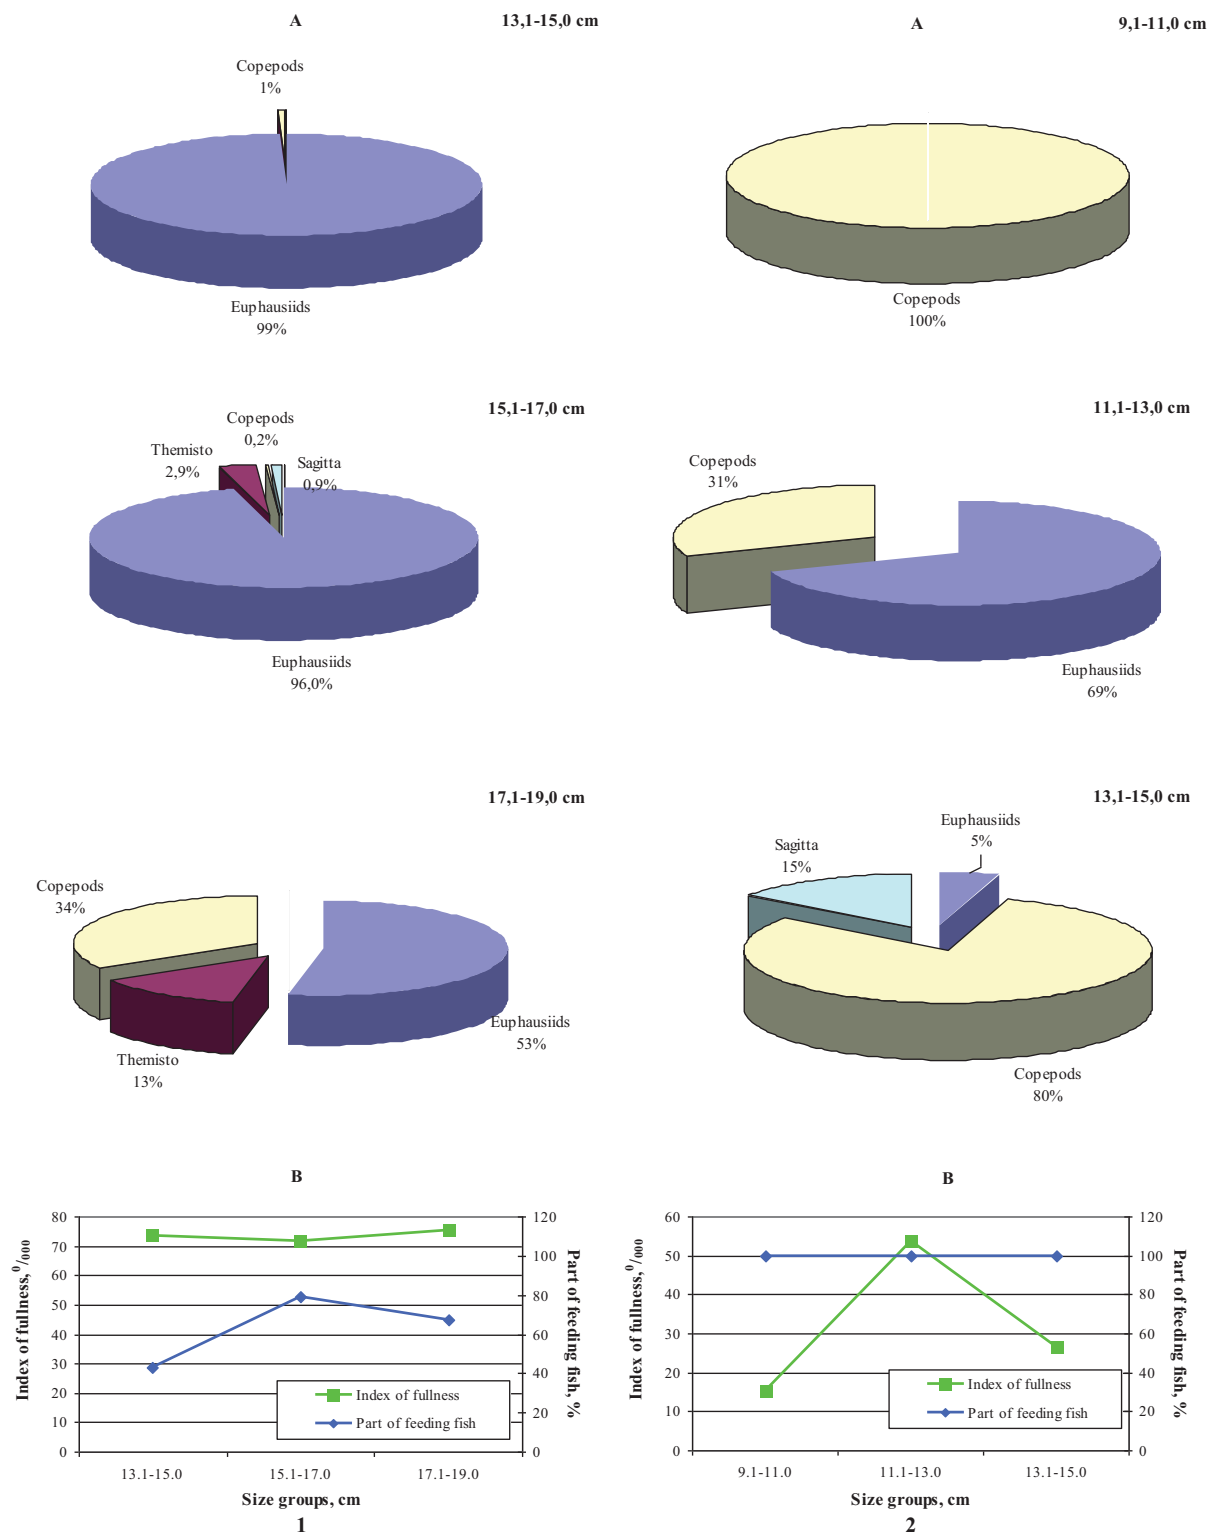 A
13,1-15,0 cm
Copepods
1%
Euphausiids
99%
15,1-17,0 cm
Copepods
0,2%
Themisto
2,9%
Sagitta
0,9%
Euphausiids
96,0%
17,1-19,0 cm
Copepods
34%
Themisto
13%
Euphausiids
53%
B
80
70
60
50
40
30
20
10
0
120
100
80
60
40
20
0
Index of fullness,⁰/₀₀₀
Part of feeding fish, %
Index of fullness
Part of feeding fish
13.1-15.0
15.1-17.0
17.1-19.0
Size groups, cm
1
A
9,1-11,0 cm
Copepods
100%
11,1-13,0 cm
Copepods
31%
Euphausiids
69%
13,1-15,0 cm
Euphausiids
5%
Sagitta
15%
Copepods
80%
B
60
50
40
30
20
10
0
120
100
80
60
40
20
0
Index of fullness,⁰/₀₀₀
Part of feeding fish, %
Index of fullness
Part of feeding fish
9.1-11.0
11.1-13.0
13.1-15.0
Size groups, cm
2